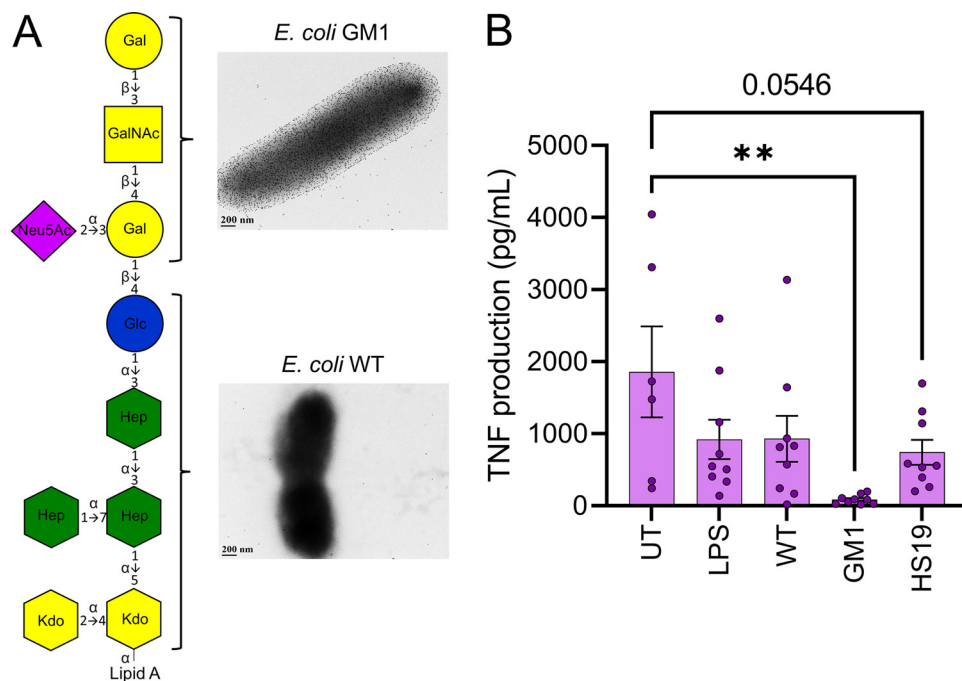 A
Gal
1
β↓
3
GalNAc
1
β↓
4
Neu5Ac
α
2→3
Gal
1
β↓
4
Glc
1
α↓
3
Hep
1
α↓
3
Hep
α
1→7
Hep
1
α↓
5
Kdo
α
2→4
Kdo
α
Lipid A
E. coli GM1
200 nm
E. coli WT
200 nm
B
0.0546
**
TNF production (pg/mL)
5000
4000
3000
2000
1000
0
UT
LPS
WT
GM1
HS19